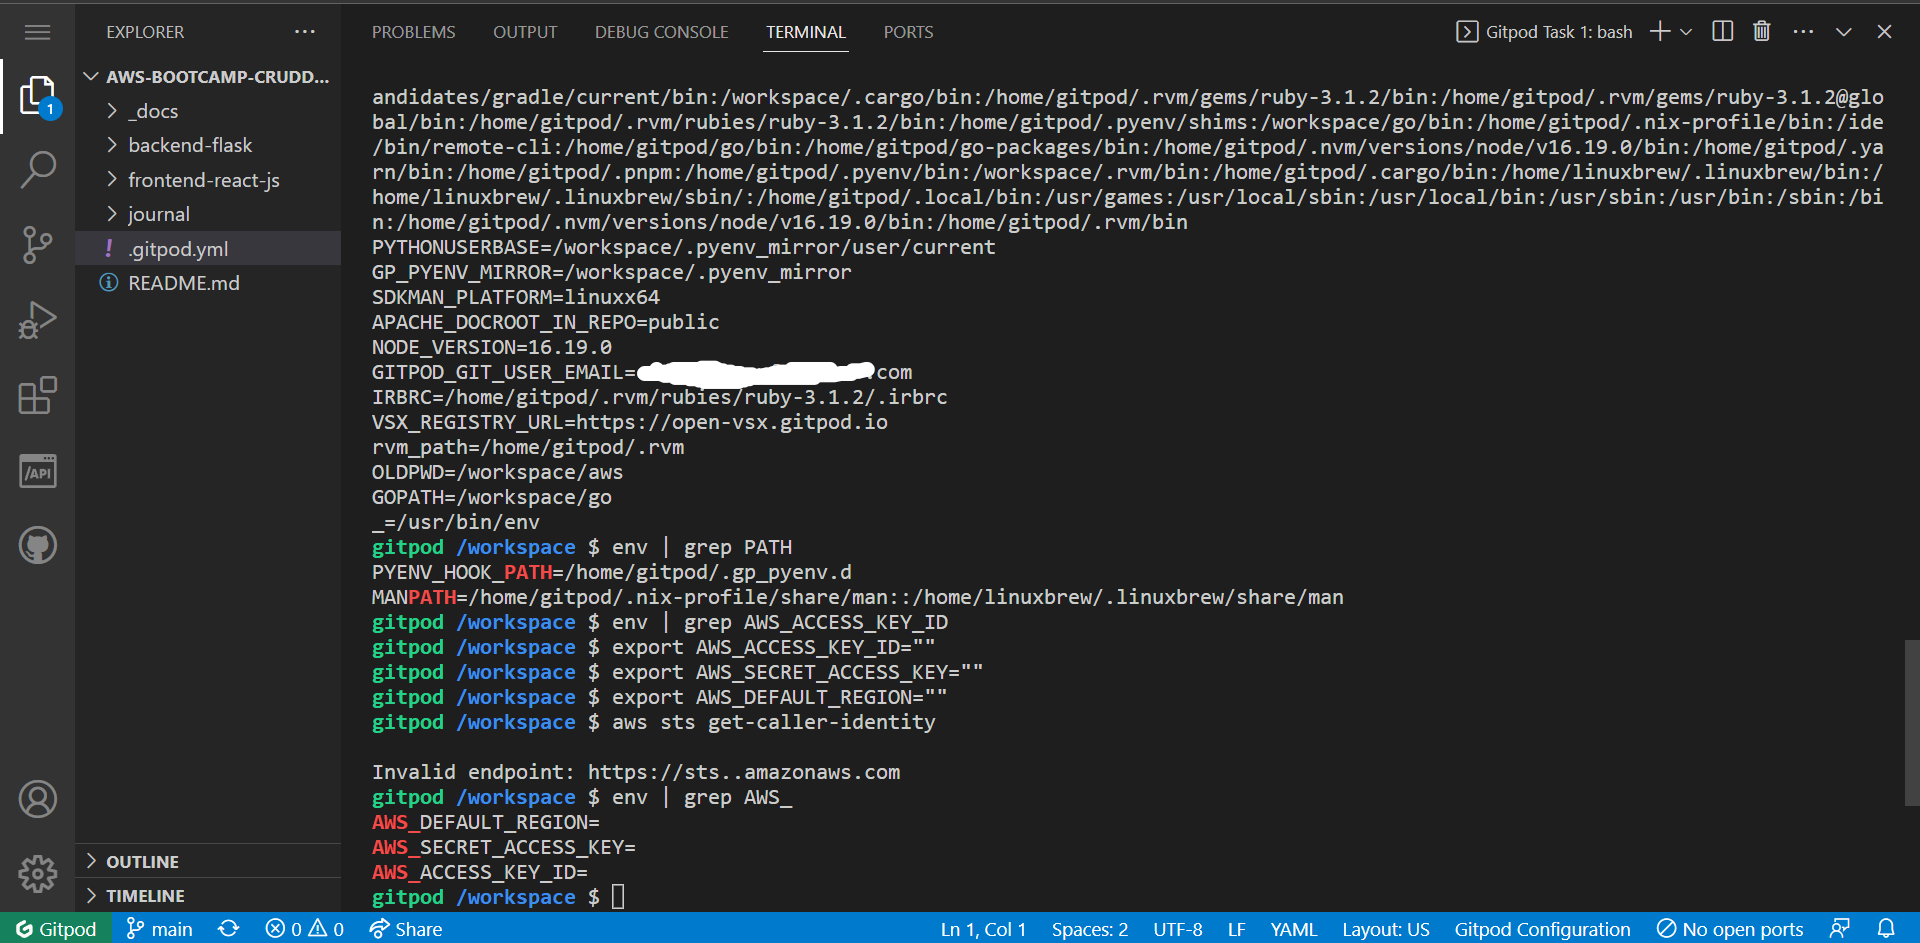 EXPLORER
PROBLEMS OUTPUT DEBUG CONSOLE TERMINAL PORTS
Gitpod Task 1: bash
AWS-BOOTCAMP-CRUDD...
_docs
backend-flask
frontend-react-js
journal
! .gitpod.yml
README.md
1
/API
OUTLINE
TIMELINE
andidates/gradle/current/bin:/workspace/.cargo/bin:/home/gitpod/.rvm/gems/ruby-3.1.2/bin:/home/gitpod/.rvm/gems/ruby-3.1.2@glo
bal/bin:/home/gitpod/.rvm/rubies/ruby-3.1.2/bin:/home/gitpod/.pyenv/shims:/workspace/go/bin:/home/gitpod/.nix-profile/bin:/ide
/bin/remote-cli:/home/gitpod/go/bin:/home/gitpod/go-packages/bin:/home/gitpod/.nvm/versions/node/v16.19.0/bin:/home/gitpod/.ya
rn/bin:/home/gitpod/.pnpm:/home/gitpod/.pyenv/bin:/workspace/.rvm/bin:/home/gitpod/.cargo/bin:/home/linuxbrew/.linuxbrew/bin:/
home/linuxbrew/.linuxbrew/sbin/:/home/gitpod/.local/bin:/usr/games:/usr/local/sbin:/usr/local/bin:/usr/sbin:/usr/bin:/sbin:/bi
n:/home/gitpod/.nvm/versions/node/v16.19.0/bin:/home/gitpod/.rvm/bin
PYTHONUSERBASE=/workspace/.pyenv_mirror/user/current
GP_PYENV_MIRROR=/workspace/.pyenv_mirror
SDKMAN_PLATFORM=linuxx64
APACHE_DOCROOT_IN_REPO=public
NODE_VERSION=16.19.0
GITPOD_GIT_USER_EMAIL= .com
IRBRC=/home/gitpod/.rvm/rubies/ruby-3.1.2/.irbrc
VSX_REGISTRY_URL=https://open-vsx.gitpod.io
rvm_path=/home/gitpod/.rvm
OLDPWD=/workspace/aws
GOPATH=/workspace/go
_=/usr/bin/env
gitpod /workspace $ env | grep PATH
PYENV_HOOK_PATH=/home/gitpod/.gp_pyenv.d
MANPATH=/home/gitpod/.nix-profile/share/man::/home/linuxbrew/.linuxbrew/share/man
gitpod /workspace $ env | grep AWS_ACCESS_KEY_ID
gitpod /workspace $ export AWS_ACCESS_KEY_ID=""
gitpod /workspace $ export AWS_SECRET_ACCESS_KEY=""
gitpod /workspace $ export AWS_DEFAULT_REGION=""
gitpod /workspace $ aws sts get-caller-identity
Invalid endpoint: https://sts..amazonaws.com
gitpod /workspace $ env | grep AWS_
AWS_DEFAULT_REGION=
AWS_SECRET_ACCESS_KEY=
AWS_ACCESS_KEY_ID=
gitpod /workspace $
Gitpod main 0 0 Share Ln 1, Col 1 Spaces: 2 UTF-8 LF YAML Layout: US Gitpod Configuration No open ports